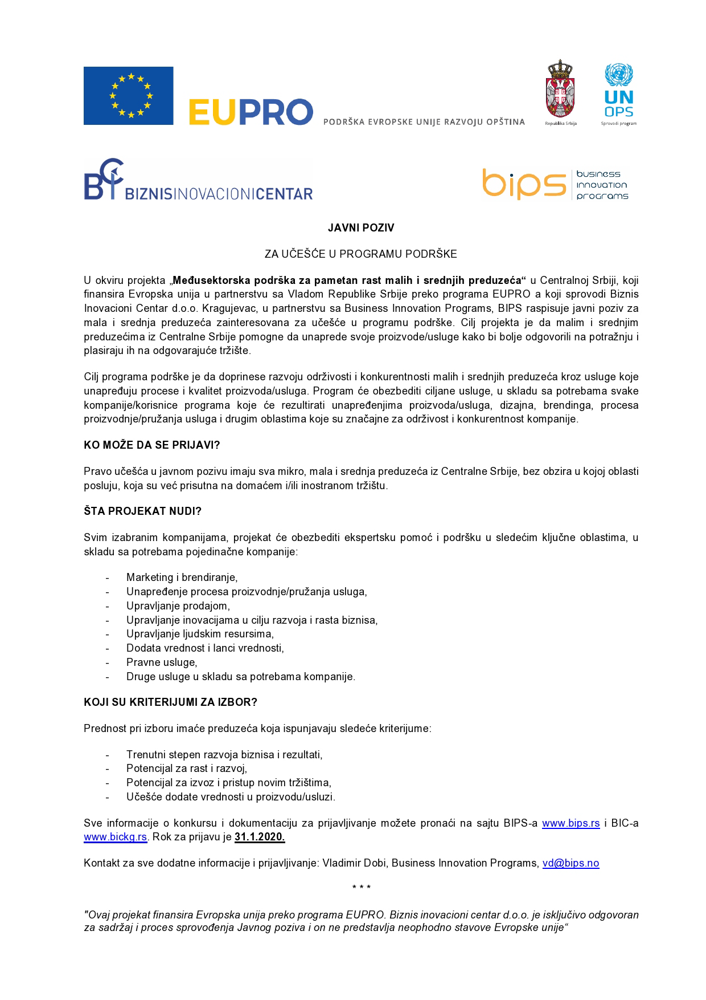 EUPRO PODRŠKA EVROPSKE UNIJE RAZVOJU OPŠTINA
Republika Srbija
UN
OPS
Sprovodi program
BIC BIZNISINOVACIONICENTAR
bips business
innovation
programs
JAVNI POZIV
ZA UČEŠĆE U PROGRAMU PODRŠKE
U okviru projekta „Međusektorska podrška za pametan rast malih i srednjih preduzeća“ u Centralnoj Srbiji, koji
finansira Evropska unija u partnerstvu sa Vladom Republike Srbije preko programa EUPRO a koji sprovodi Biznis
Inovacioni Centar d.o.o. Kragujevac, u partnerstvu sa Business Innovation Programs, BIPS raspisuje javni poziv za
mala i srednja preduzeća zainteresovana za učešće u programu podrške. Cilj projekta je da malim i srednjim
preduzećima iz Centralne Srbije pomogne da unaprede svoje proizvode/usluge kako bi bolje odgovorili na potražnju i
plasiraju ih na odgovarajuće tržište.
Cilj programa podrške je da doprinese razvoju održivosti i konkurentnosti malih i srednjih preduzeća kroz usluge koje
unapređuju procese i kvalitet proizvoda/usluga. Program će obezbediti ciljane usluge, u skladu sa potrebama svake
kompanije/korisnice programa koje će rezultirati unapređenjima proizvoda/usluga, dizajna, brendinga, procesa
proizvodnje/pružanja usluga i drugim oblastima koje su značajne za održivost i konkurentnost kompanije.
KO MOŽE DA SE PRIJAVI?
Pravo učešća u javnom pozivu imaju sva mikro, mala i srednja preduzeća iz Centralne Srbije, bez obzira u kojoj oblasti
posluju, koja su već prisutna na domaćem i/ili inostranom tržištu.
ŠTA PROJEKAT NUDI?
Svim izabranim kompanijama, projekat će obezbediti ekspertsku pomoć i podršku u sledećim ključne oblastima, u
skladu sa potrebama pojedinačne kompanije:
- Marketing i brendiranje,
- Unapređenje procesa proizvodnje/pružanja usluga,
- Upravljanje prodajom,
- Upravljanje inovacijama u cilju razvoja i rasta biznisa,
- Upravljanje ljudskim resursima,
- Dodata vrednost i lanci vrednosti,
- Pravne usluge,
- Druge usluge u skladu sa potrebama kompanije.
KOJI SU KRITERIJUMI ZA IZBOR?
Prednost pri izboru imaće preduzeća koja ispunjavaju sledeće kriterijume:
- Trenutni stepen razvoja biznisa i rezultati,
- Potencijal za rast i razvoj,
- Potencijal za izvoz i pristup novim tržištima,
- Učešće dodate vrednosti u proizvodu/usluzi.
Sve informacije o konkursu i dokumentaciju za prijavljivanje možete pronaći na sajtu BIPS-a www.bips.rs i BIC-a
www.bickg.rs. Rok za prijavu je 31.1.2020.
Kontakt za sve dodatne informacije i prijavljivanje: Vladimir Dobi, Business Innovation Programs, vd@bips.no
* * *
"Ovaj projekat finansira Evropska unija preko programa EUPRO. Biznis inovacioni centar d.o.o. je isključivo odgovoran
za sadržaj i proces sprovođenja Javnog poziva i on ne predstavlja neophodno stavove Evropske unije“